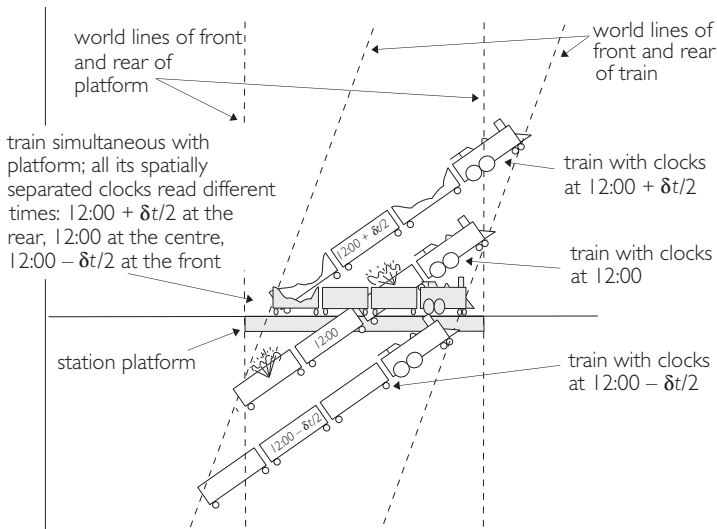 world lines of front
and rear of
platform
world lines of
front and rear
of train
train simultaneous with
platform; all its spatially
separated clocks read different
times: 12:00 + δt/2 at the
rear, 12:00 at the centre,
12:00 – δt/2 at the front
train with clocks
at 12:00 + δt/2
12:00 + δt/2
train with clocks
at 12:00
12:00
station platform
train with clocks
at 12:00 – δt/2
12:00 – δt/2